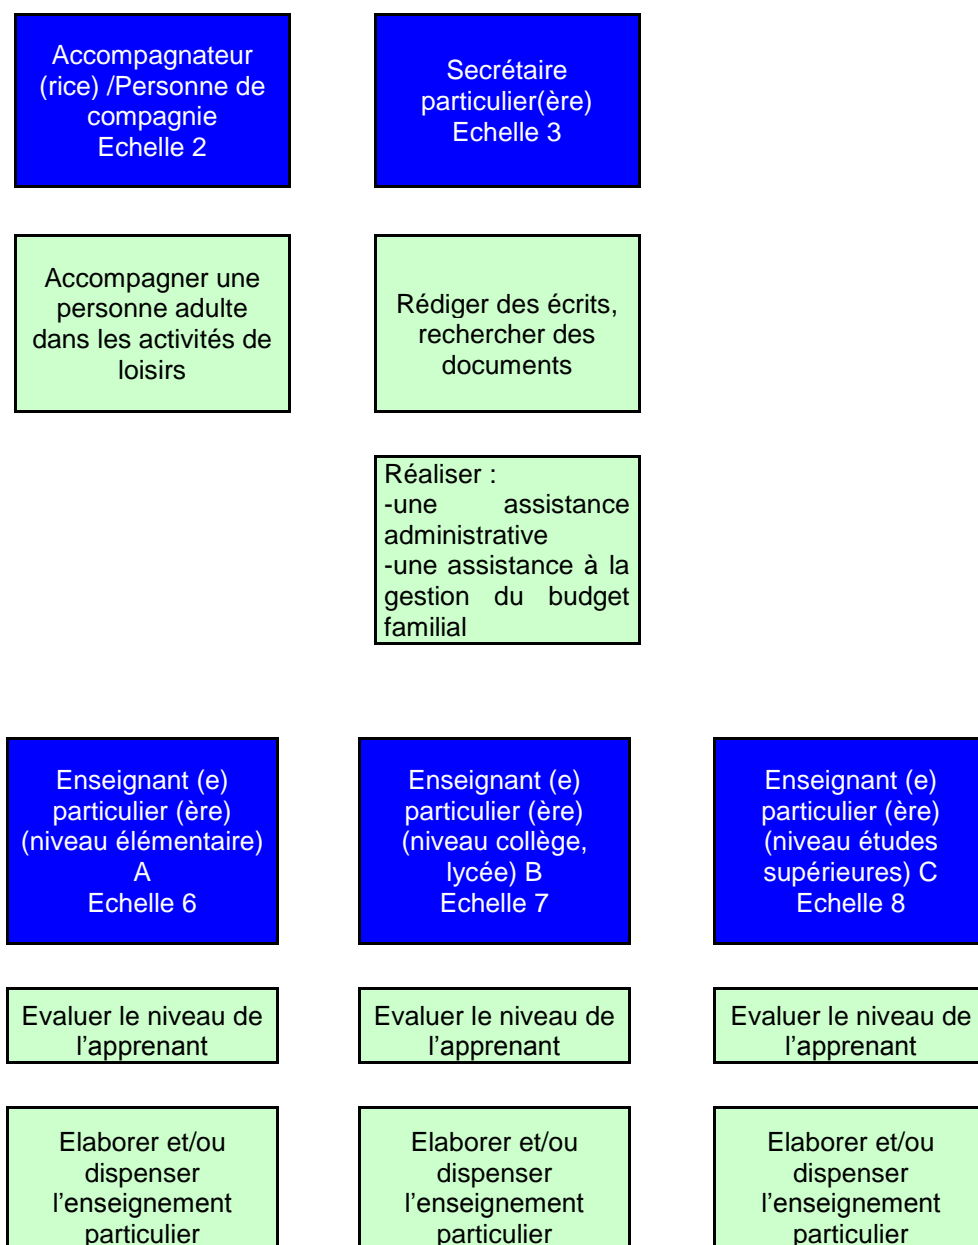 Accompagnateur
(rice) /Personne de
compagnie
Echelle 2
Secrétaire
particulier(ère)
Echelle 3
Accompagner une
personne adulte
dans les activités de
loisirs
Rédiger des écrits,
rechercher des
documents
Réaliser :
-une assistance
administrative
-une assistance à la
gestion du budget
familial
Enseignant (e)
particulier (ère)
(niveau élémentaire)
A
Echelle 6
Enseignant (e)
particulier (ère)
(niveau collège,
lycée) B
Echelle 7
Enseignant (e)
particulier (ère)
(niveau études
supérieures) C
Echelle 8
Evaluer le niveau de
l’apprenant
Evaluer le niveau de
l’apprenant
Evaluer le niveau de
l’apprenant
Elaborer et/ou
dispenser
l’enseignement
particulier
Elaborer et/ou
dispenser
l’enseignement
particulier
Elaborer et/ou
dispenser
l’enseignement
particulier